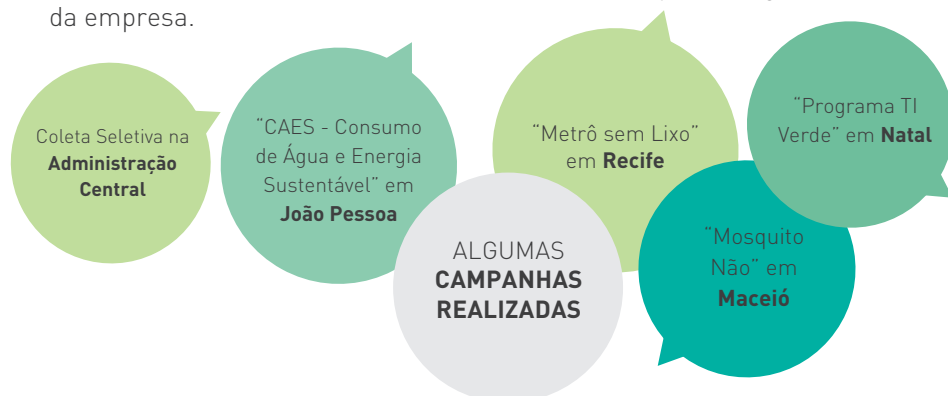 da empresa.
Coleta Seletiva na
Administração
Central
“CAES - Consumo
de Água e Energia
Sustentável” em
João Pessoa
“Metrô sem Lixo”
em Recife
“Programa TI
Verde” em Natal
ALGUMAS
CAMPANHAS
REALIZADAS
“Mosquito
Não” em
Maceió